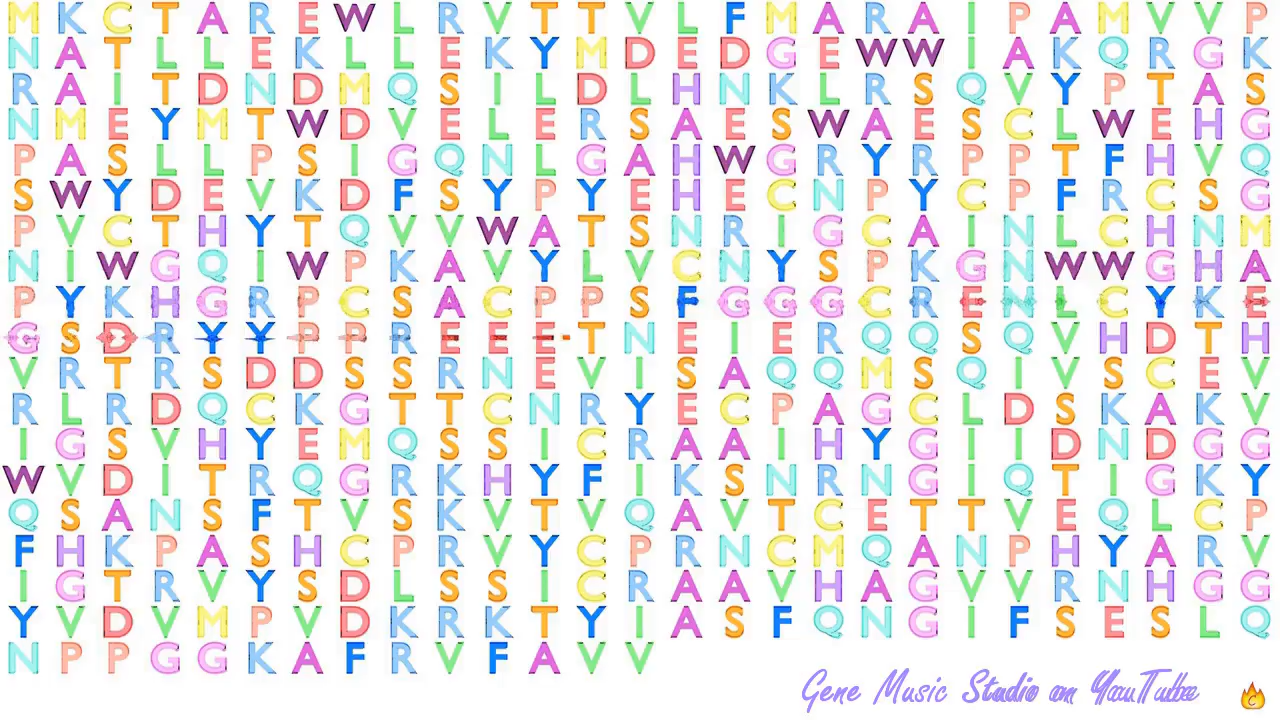 MKCTAREWLRVTTVLFMARAIPAMVVP
NATLLEKLLEKYMDEDGEWWIAKQRGK
RAITDNDMQSILDLHNKLRSQVYPTAS
NMEYMTWDVELERSAESWAESCLWEHG
PASLLPSIGQNLGAHWGRYRPPTFHVQ
SWYDEVKDFSYPYEHECNPYCPFRCSG
PVCTHYTQVVWATSNRIGCAINLCHNM
NIWGQIWPKAVYLVCNYSPKGNWWGHA
PYKHGRPCSACPPSFGGGCRENLCYKE
GSDRYYPPREEETNEIERQQSQVHDTH
VRTRSDDSSRNEVISAQQMSQIVSCEV
RLRDQCKGTTCNRYECPAGCLDSKAKV
IGSVHYEMQSSICRAAIHYGIIDNDGG
WVDITRQGRKHYFIKSNRNGIQTIGKY
QSANSFTVSKVTVQAVTCETTVEQLCP
FHKPASHCPRVYCPRNCMQANPHYARV
IGTRVYSDLSSICRAAVHAGVVRNHGG
YVDVMPVDKRKTYIASFQNGIFSESLQ
NPPGGKAFRVFAVV
Gene Music Studio on YouTube